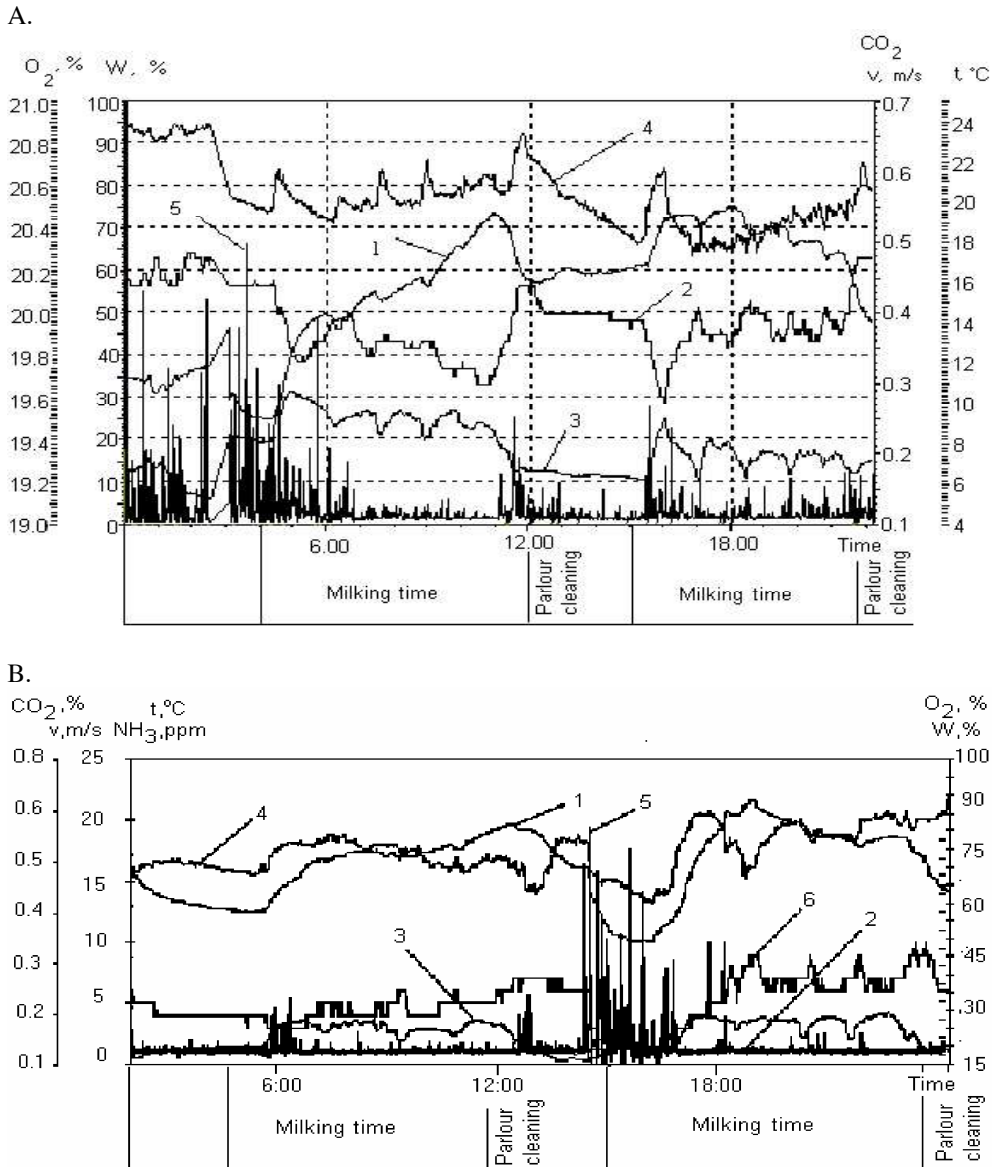 A.
O2, % W, % CO2
v, m/s t °C
21.0 100 0.7 24
20.8 90 4 22
20.6 80 0.6 20
5
20.4 70 1 0.5 18
20.2 60 16
2
20.0 50 0.4 14
19.8 40 12
19.6 30 0.3 10
19.4 20 3 8
0.2
19.2 10 6
19.0 0 0.1 4
6.00 12.00 18.00 Time
Milking time Parlour cleaning Milking time Parlour cleaning
B.
CO2,% t,°C O2, %
v,m/s NH3,ppm W,%
0.8 25 100
0.6 20 4 1 5 90
0.5 15 75
0.4 60
6 2
0.3 10 3 45
0.2 5 30
0.1 0 15
6:00 12:00 18:00 Time
Milking time Parlour cleaning Milking time Parlour cleaning